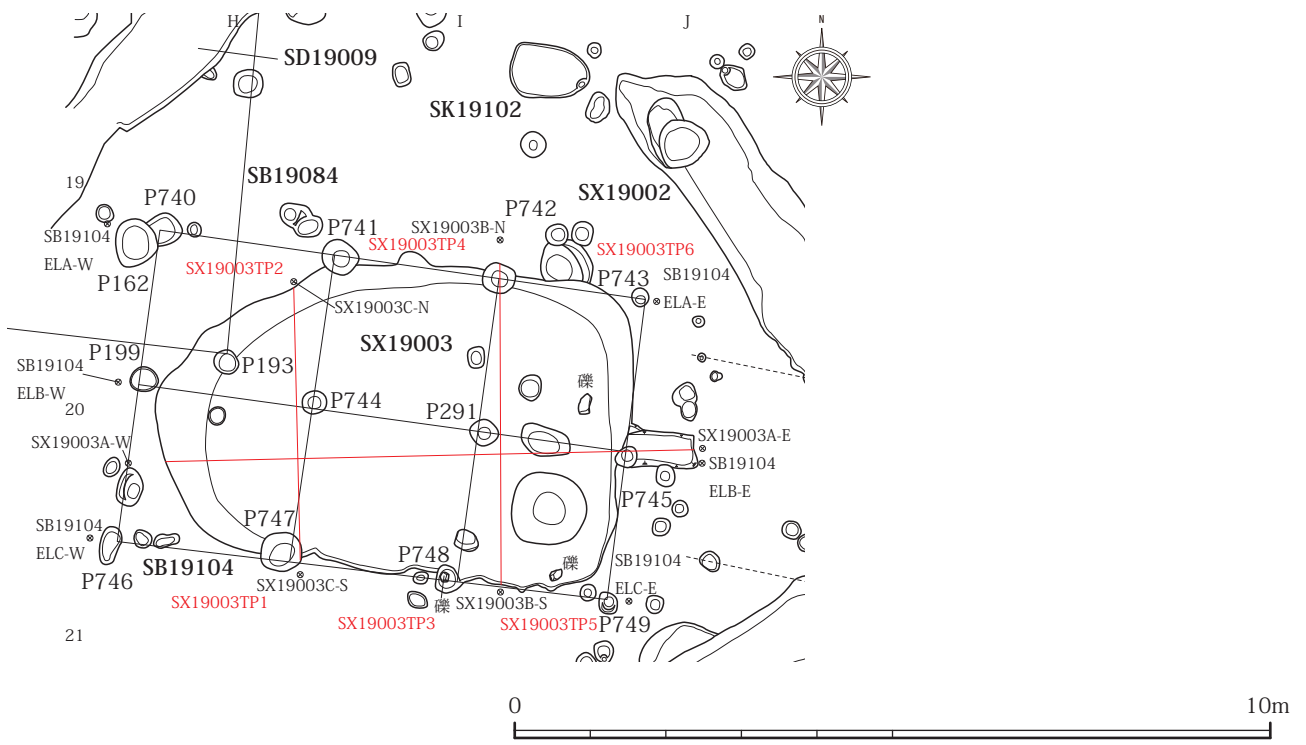 H
I
J
N
SD19009
SK19102
19
SB19084
SX19002
P740
P742
P741
SX19003B-N
SB19104
SX19003TP4
SX19003TP6
ELA-W
SX19003TP2
P743
SB19104
P162
ELA-E
SX19003C-N
P199
SX19003
P193
SB19104
ELB-W
礫
20
P744
P291
SX19003A-W
SX19003A-E
SB19104
ELB-E
P745
P747
SB19104
ELC-W
P748
SB19104
P746
SB19104
礫
SX19003C-S
ELC-E
SX19003TP1
礫
SX19003B-S
SX19003TP3
SX19003TP5
P749
21
0
10m